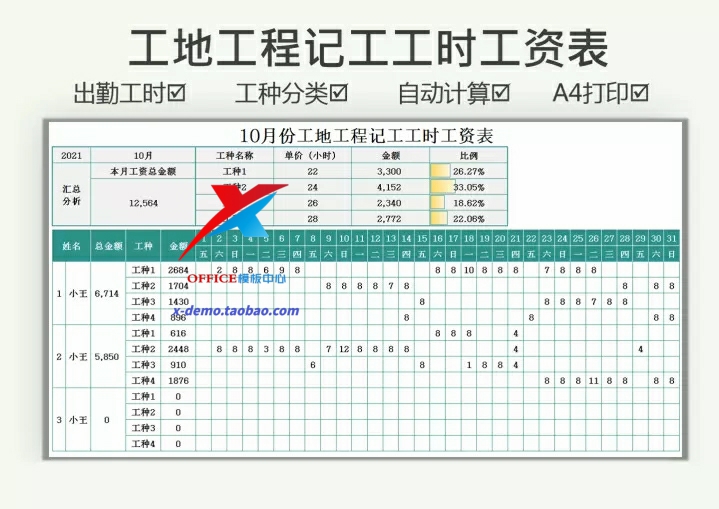 工地工程记工工时工资表
出勤工时☑ 工种分类☑ 自动计算☑ A4打印☑
10月份工地工程记工工时工资表
2021 10月 工种名称 单价（小时） 金额 比例
汇总分析 本月工资总金额 工种1 22 3,300 26.27%
12,564 24 4,152 33.05%
26 2,340 18.62%
28 2,772 22.06%
姓名 总金额 工种 金额 1 2 3 4 5 6 7 8 9 10 11 12 13 14 15 16 17 18 19 20 21 22 23 24 25 26 27 28 29 30 31
五 六 日 一 二 三 四 五 六 日 一 二 三 四 五 六 日 一 二 三 四 五 六 日 一 二 三 四 五 六 日
1 小王 6,714 工种1 2684 2 8 8 6 9 8 8 8 10 8 8 8 7 8 8 8
工种2 1704 8 8 8 8 7 8 8 8 8
工种3 1430 8 8 8 8 7 8 8
工种4 896 8 8 8 8
2 小王 5,850 工种1 616 8 8 8 4
工种2 2448 8 8 8 3 8 8 7 12 8 8 8 8 4 4
工种3 910 6 8 1 8 8 4
工种4 1876 8 8 8 11 8 8 8 8
3 小王 0 工种1 0
工种2 0
工种3 0
工种4 0
OFFICE模板中心
x-demo.taobao.com